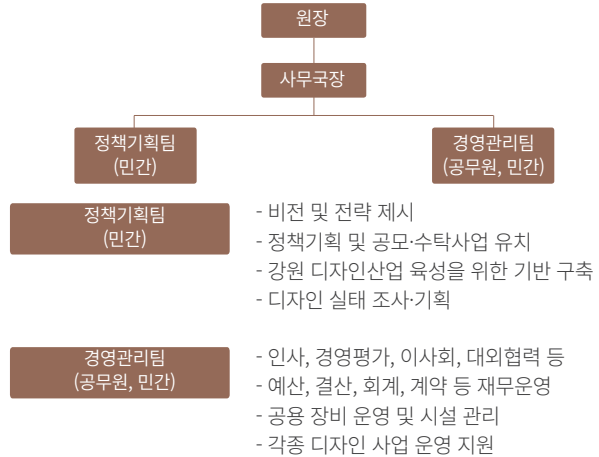 원장
사무국장
정책기획팀
(민간)
경영관리팀
(공무원, 민간)
정책기획팀
(민간)
- 비전 및 전략 제시
- 정책기획 및 공모·수탁사업 유치
- 강원 디자인산업 육성을 위한 기반 구축
- 디자인 실태 조사·기획
경영관리팀
(공무원, 민간)
- 인사, 경영평가, 이사회, 대외협력 등
- 예산, 결산, 회계, 계약 등 재무운영
- 공용 장비 운영 및 시설 관리
- 각종 디자인 사업 운영 지원